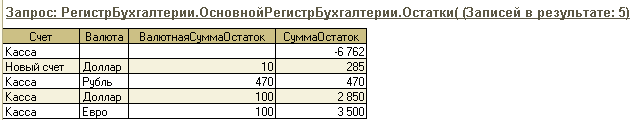 Запрос: РегистрБухгалтерии.ОсновнойРегистрБухгалтерии.Остатки( (Записей в результате: 5)
Счет Валюта ВалютнаяСуммаОстаток СуммаОстаток
Касса -6 762
Новый счет Доллар 10 285
Касса Рубль 470 470
Касса Доллар 100 2 850
Касса Евро 100 3 500